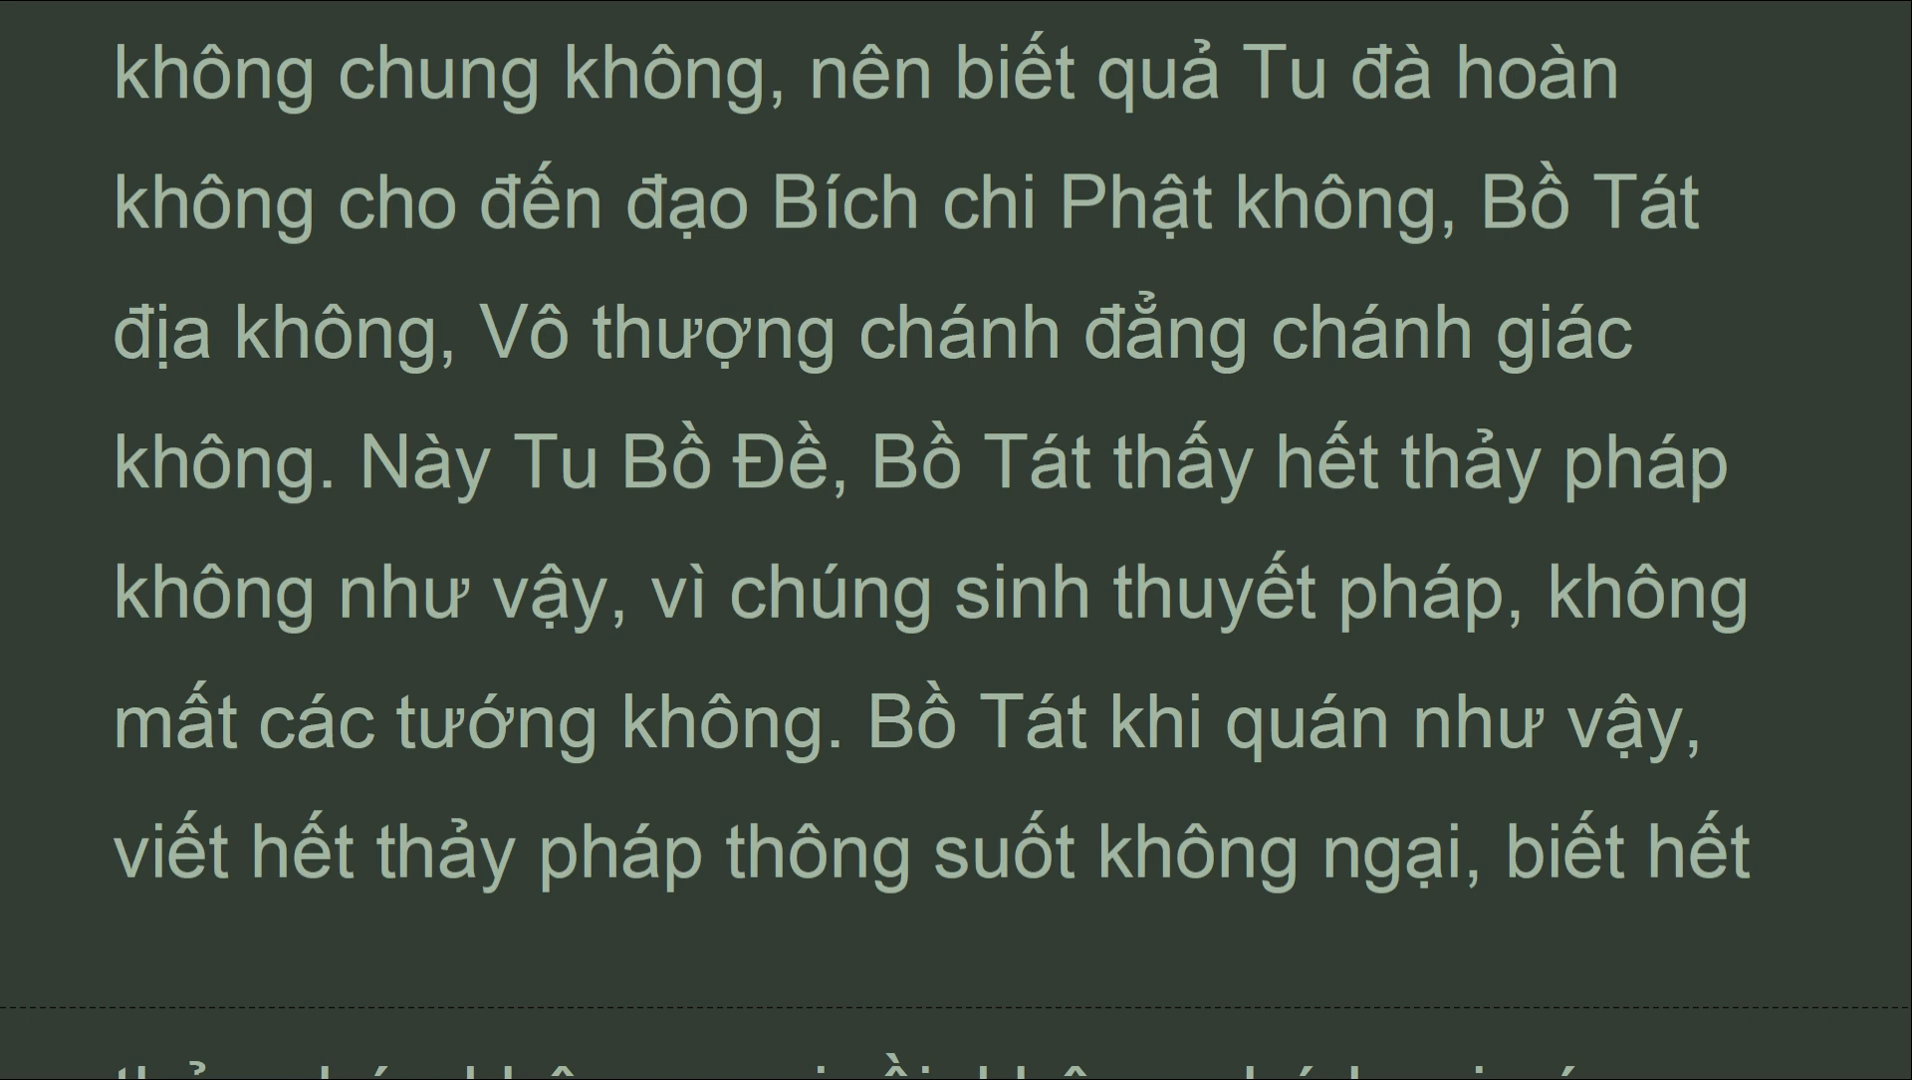 không chung không, nên biết quả Tu đà hoàn
không cho đến đạo Bích chi Phật không, Bồ Tát
địa không, Vô thượng chánh đẳng chánh giác
không. Này Tu Bồ Đề, Bồ Tát thấy hết thảy pháp
không như vậy, vì chúng sinh thuyết pháp, không
mất các tướng không. Bồ Tát khi quán như vậy,
viết hết thảy pháp thông suốt không ngại, biết hết